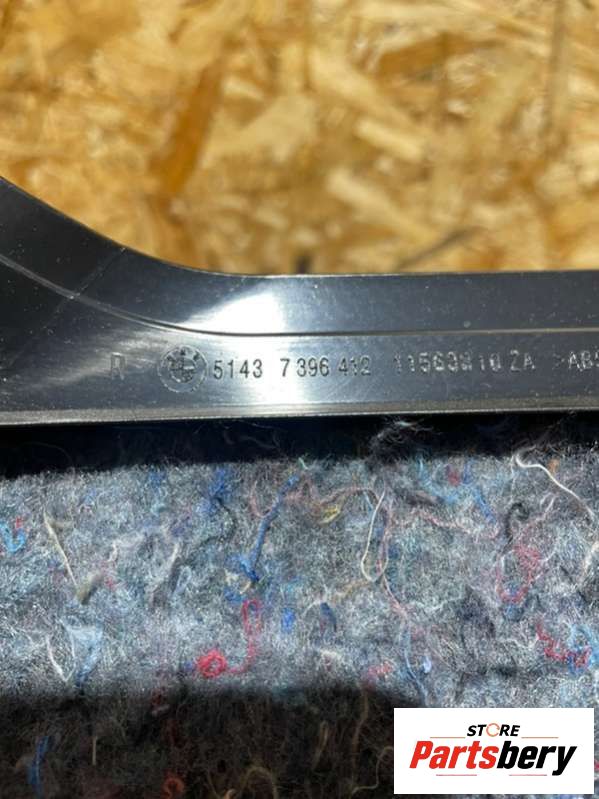 R 5143 7 396 412 11563810 ZA >ABS
STORE
Partsbery